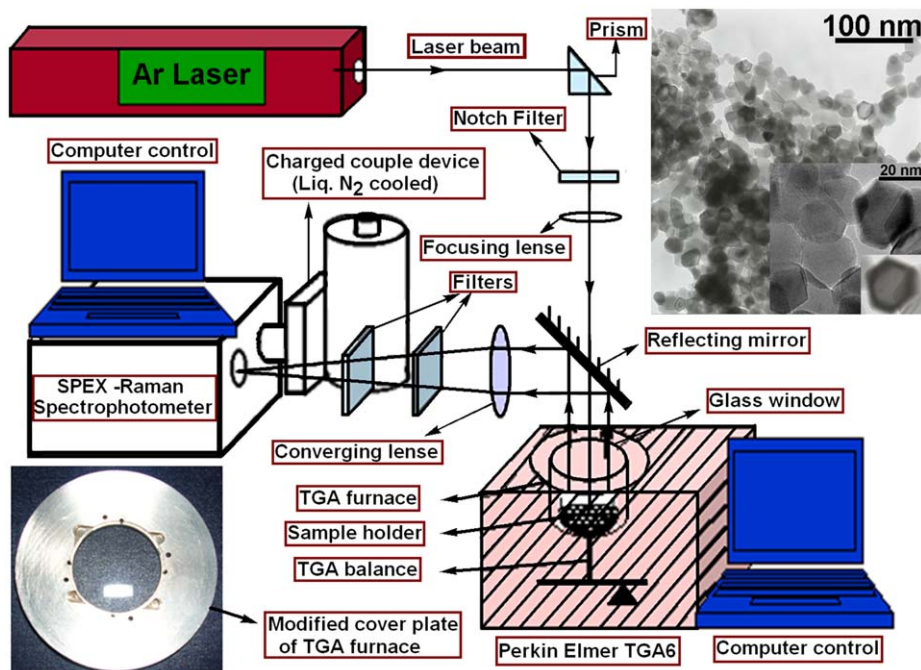 Ar Laser
Laser beam
Prism
100 nm
Computer control
Charged couple device
(Liq. N2 cooled)
Notch Filter
20 nm
Focusing lense
Filters
Reflecting mirror
SPEX -Raman
Spectrophotometer
Glass window
Converging lense
TGA furnace
Sample holder
TGA balance
Modified cover plate
of TGA furnace
Perkin Elmer TGA6
Computer control